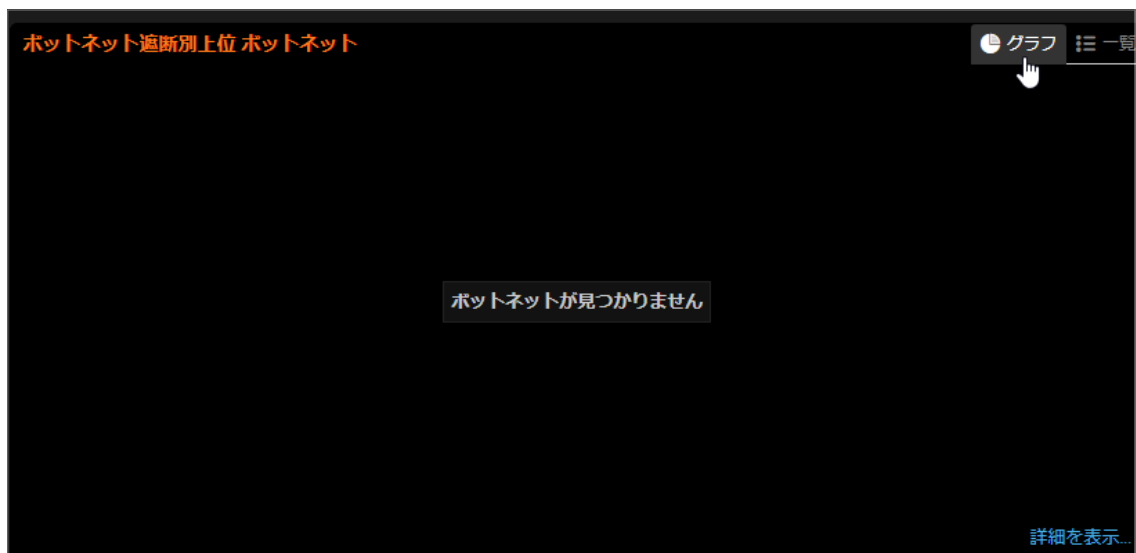 ボットネット遮断別上位 ボットネット
グラフ
一覧
ボットネットが見つかりません
詳細を表示...